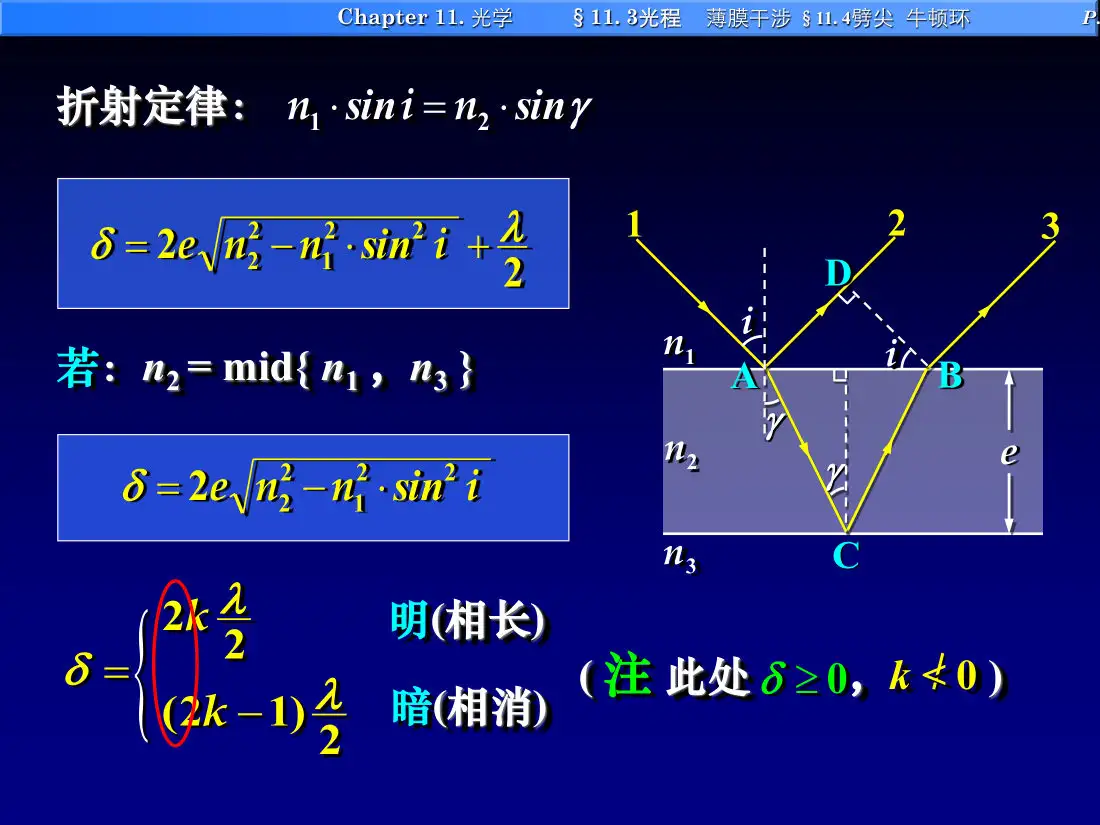 Chapter 11. 光学 §11. 3光程 薄膜干涉 §11. 4劈尖 牛顿环 P.
折射定律: n₁ · sin i = n₂ · sin γ
δ = 2e√(n₂² − n₁² · sin² i) + λ/2
若: n₂ = mid{ n₁ , n₃ }
δ = 2e√(n₂² − n₁² · sin² i)
δ = {
2k λ/2 明(相长)
(2k − 1) λ/2 暗(相消)
( 注 此处 δ ≥ 0, k ≮ 0 )
1
2
3
D
i
n₁
i
A
B
γ
n₂
γ
e
n₃
C